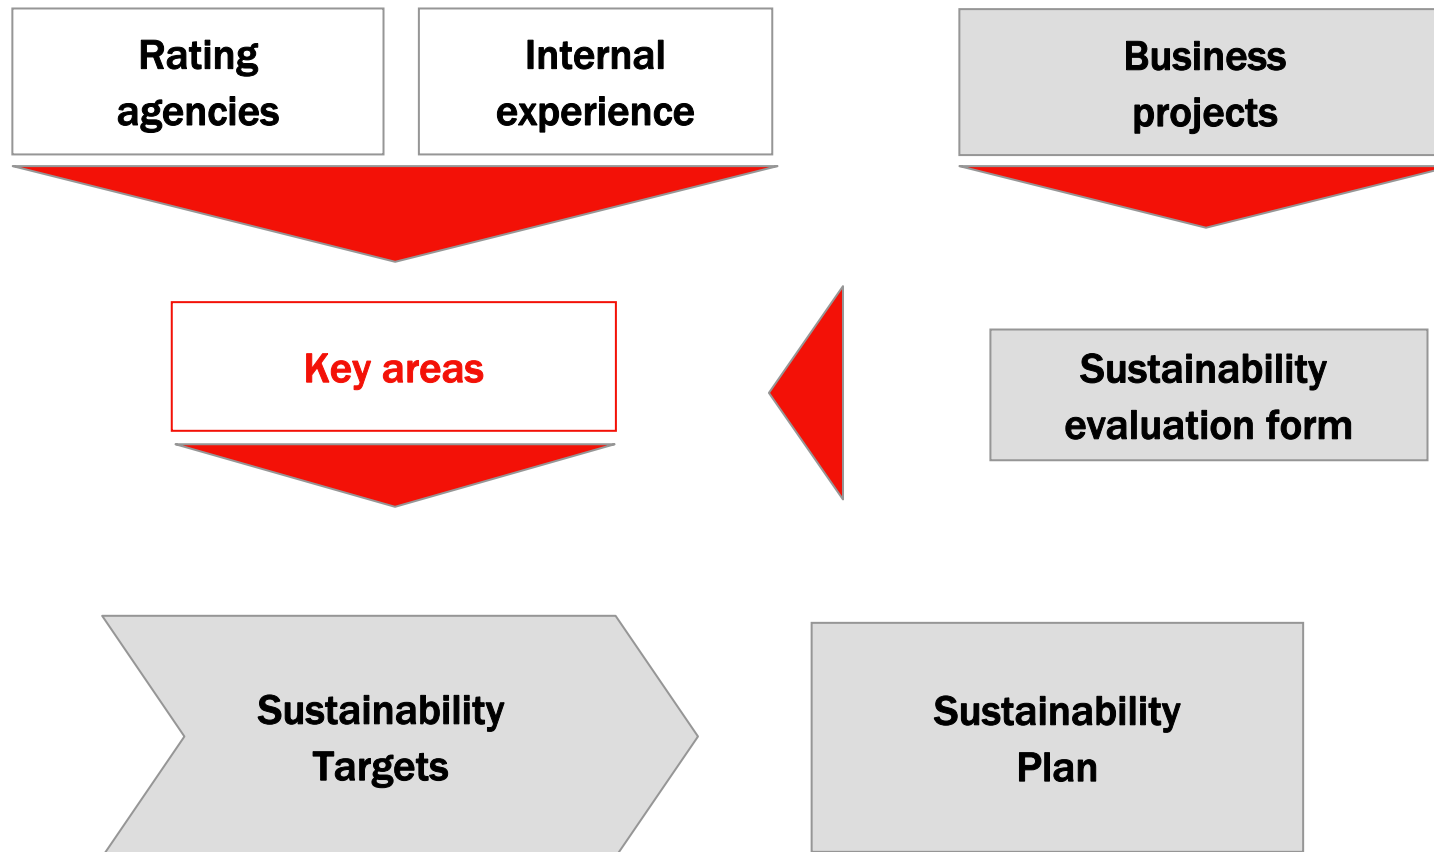 Rating
agencies
Internal
experience
Business
projects
Key areas
Sustainability
evaluation form
Sustainability
Targets
Sustainability
Plan